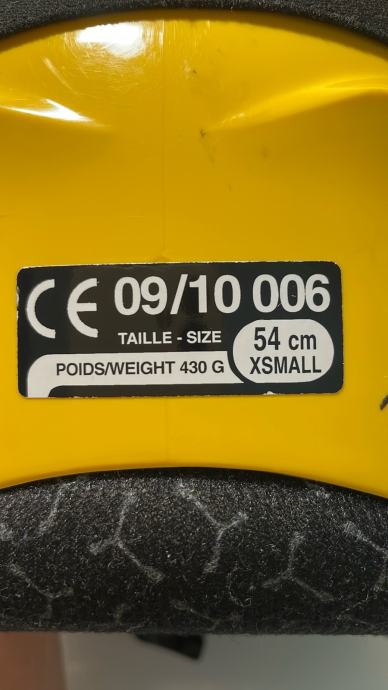 CE 09/10 006
TAILLE - SIZE
54 cm
XSMALL
POIDS/WEIGHT 430 G